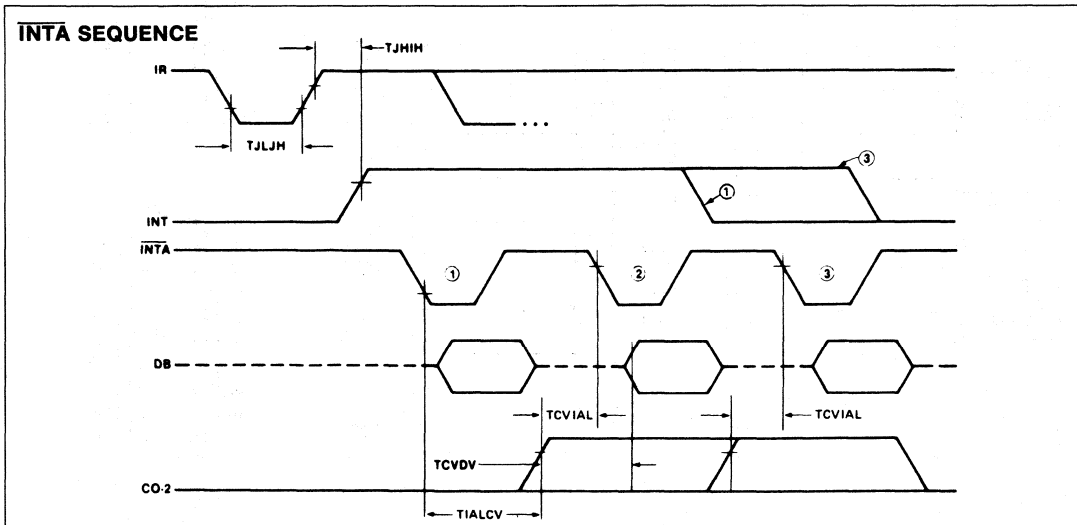 INTA SEQUENCE
TJHIH
IR
TJLJH
...
③
①
INT
INTA
① ② ③
DB
TCVIAL TCVIAL
TCVDV
CO-2
TIALCV